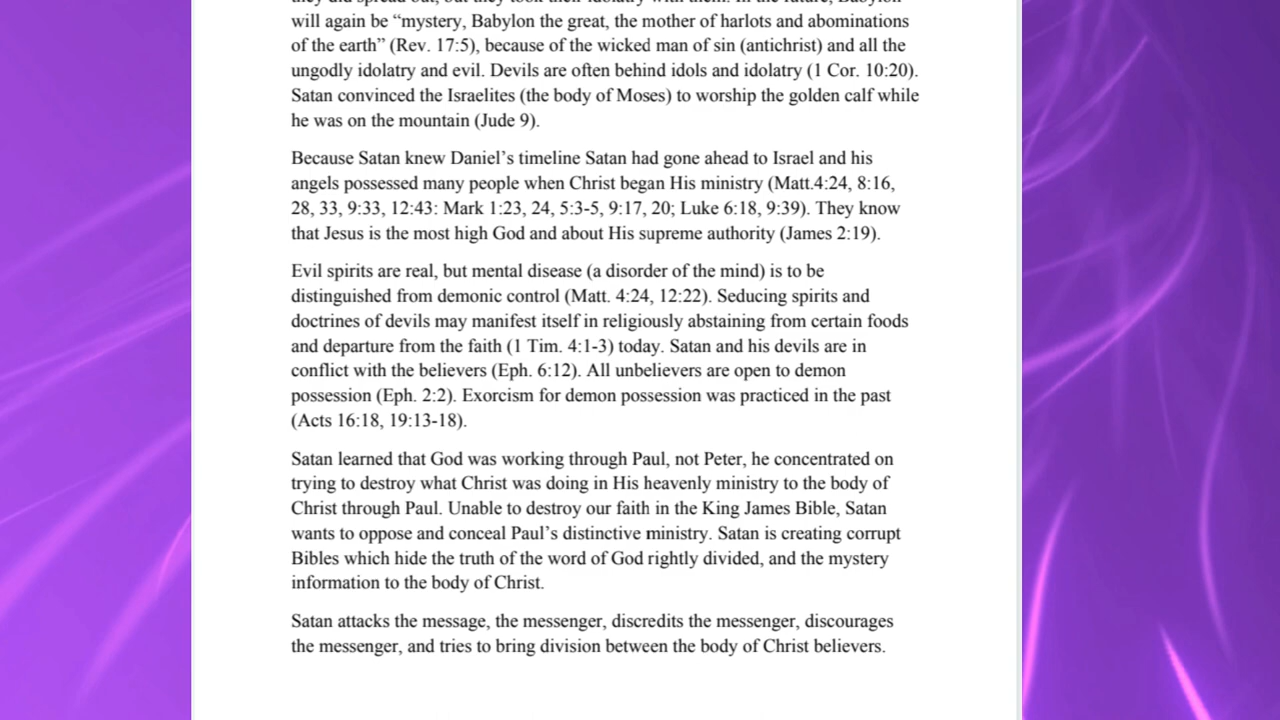 they did spread out, but they took their idolatry with them. In the future, Babylon
will again be “mystery, Babylon the great, the mother of harlots and abominations
of the earth” (Rev. 17:5), because of the wicked man of sin (antichrist) and all the
ungodly idolatry and evil. Devils are often behind idols and idolatry (1 Cor. 10:20).
Satan convinced the Israelites (the body of Moses) to worship the golden calf while
he was on the mountain (Jude 9).
Because Satan knew Daniel’s timeline Satan had gone ahead to Israel and his
angels possessed many people when Christ began His ministry (Matt.4:24, 8:16,
28, 33, 9:33, 12:43: Mark 1:23, 24, 5:3-5, 9:17, 20; Luke 6:18, 9:39). They know
that Jesus is the most high God and about His supreme authority (James 2:19).
Evil spirits are real, but mental disease (a disorder of the mind) is to be
distinguished from demonic control (Matt. 4:24, 12:22). Seducing spirits and
doctrines of devils may manifest itself in religiously abstaining from certain foods
and departure from the faith (1 Tim. 4:1-3) today. Satan and his devils are in
conflict with the believers (Eph. 6:12). All unbelievers are open to demon
possession (Eph. 2:2). Exorcism for demon possession was practiced in the past
(Acts 16:18, 19:13-18).
Satan learned that God was working through Paul, not Peter, he concentrated on
trying to destroy what Christ was doing in His heavenly ministry to the body of
Christ through Paul. Unable to destroy our faith in the King James Bible, Satan
wants to oppose and conceal Paul’s distinctive ministry. Satan is creating corrupt
Bibles which hide the truth of the word of God rightly divided, and the mystery
information to the body of Christ.
Satan attacks the message, the messenger, discredits the messenger, discourages
the messenger, and tries to bring division between the body of Christ believers.